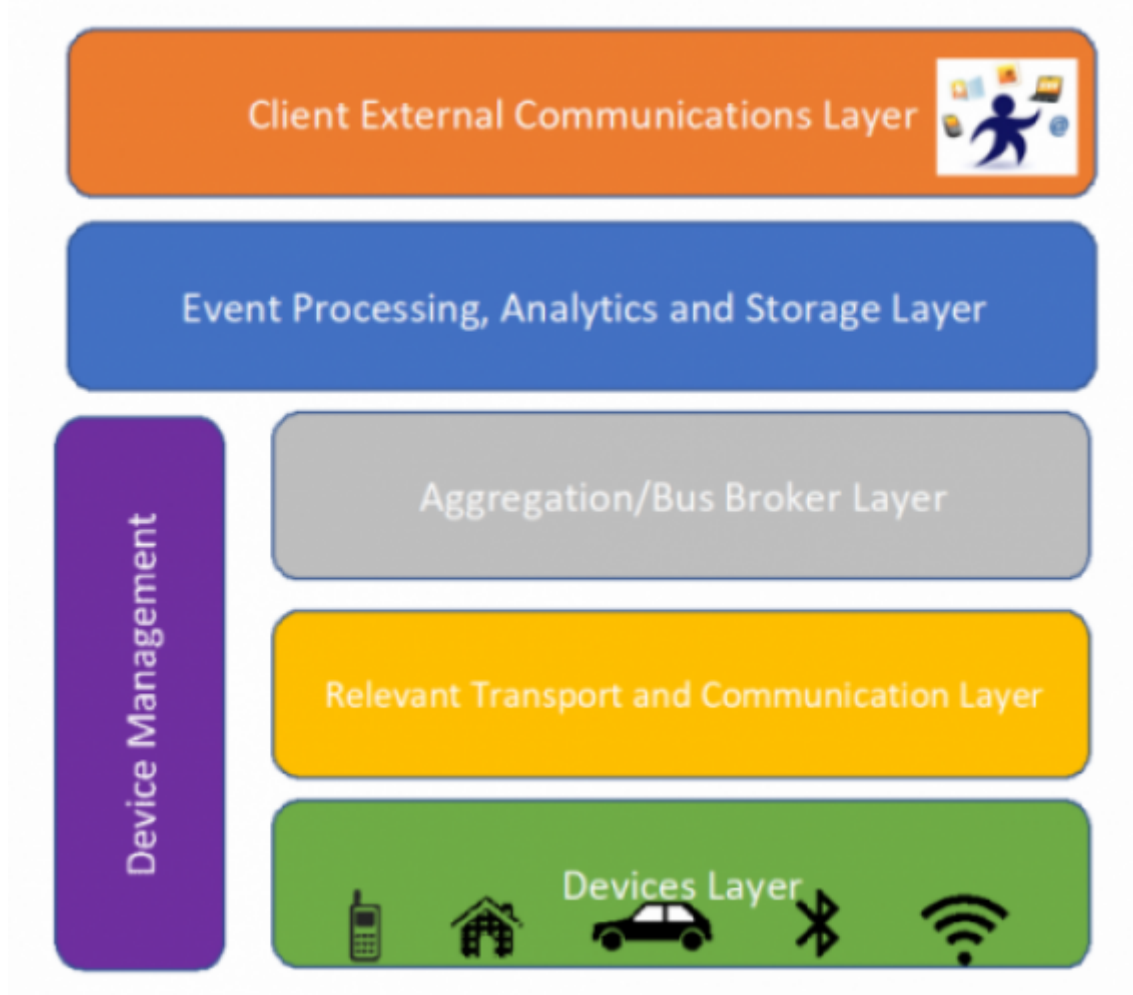 Client External Communications Layer
Event Processing, Analytics and Storage Layer
Device Management
Aggregation/Bus Broker Layer
Relevant Transport and Communication Layer
Devices Layer